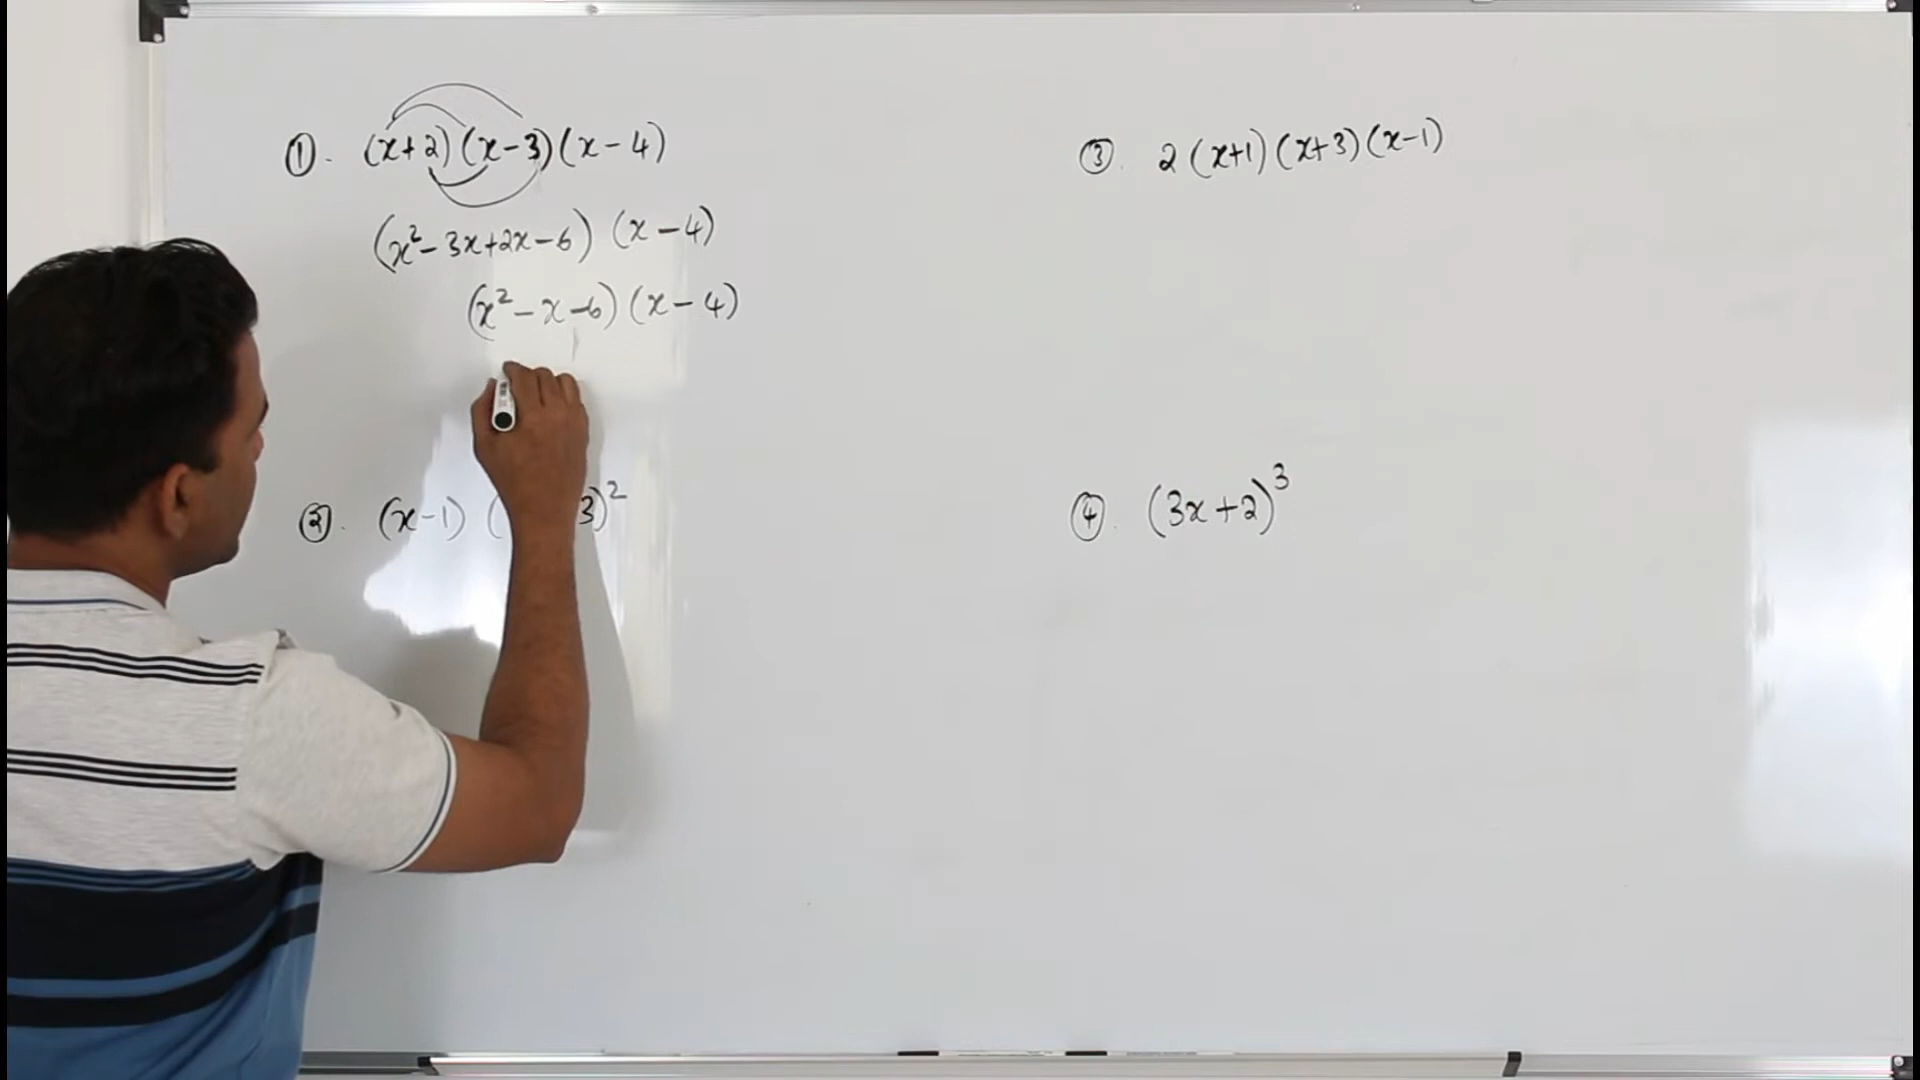 ①. (x+2)(x-3)(x-4)
(x²-3x+2x-6) (x-4)
(x²-x-6)(x-4)
②. (x-1) ( 3)²
③. 2(x+1)(x+3)(x-1)
④. (3x+2)³